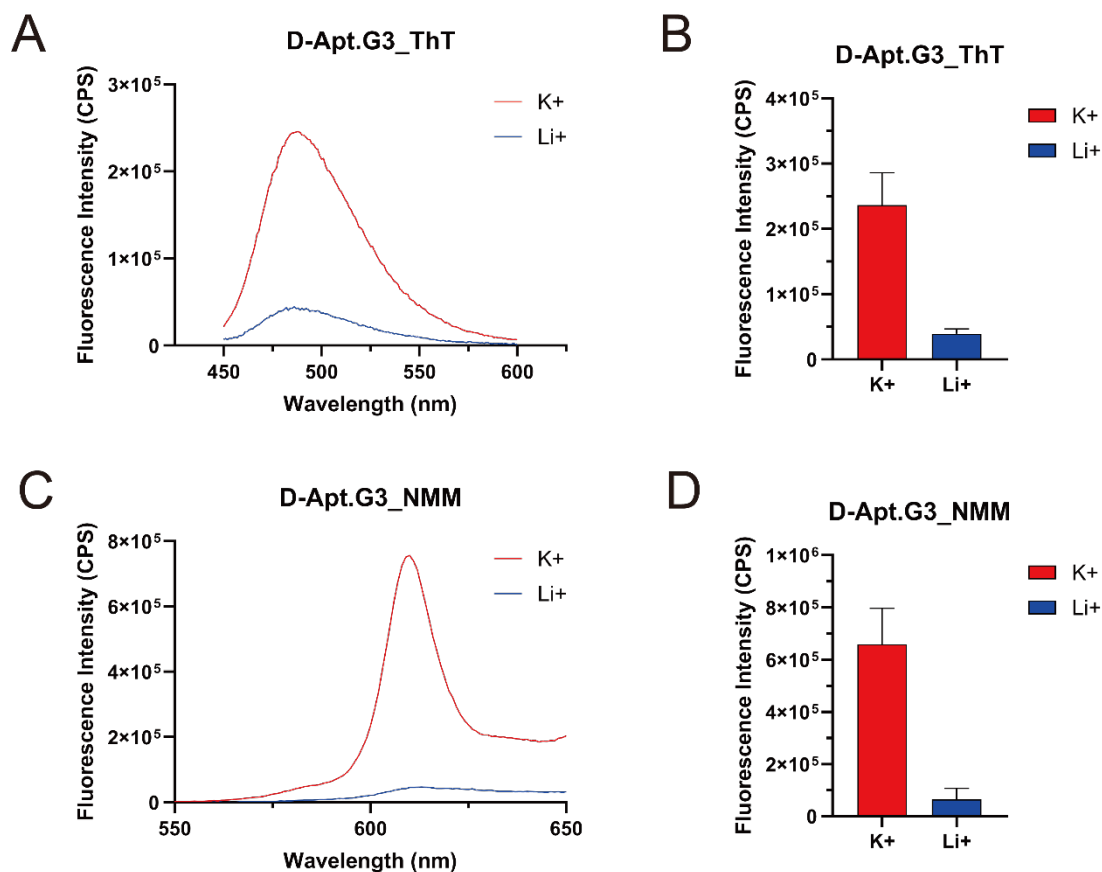 A
D-Apt.G3_ThT
Fluorescence Intensity (CPS)
3×10⁵
2×10⁵
1×10⁵
0
450
500
550
600
Wavelength (nm)
K+
Li+
B
D-Apt.G3_ThT
Fluorescence Intensity (CPS)
4×10⁵
3×10⁵
2×10⁵
1×10⁵
0
K+
Li+
K+
Li+
C
D-Apt.G3_NMM
Fluorescence Intensity (CPS)
8×10⁵
6×10⁵
4×10⁵
2×10⁵
0
550
600
650
Wavelength (nm)
K+
Li+
D
D-Apt.G3_NMM
Fluorescence Intensity (CPS)
1×10⁶
8×10⁵
6×10⁵
4×10⁵
2×10⁵
0
K+
Li+
K+
Li+